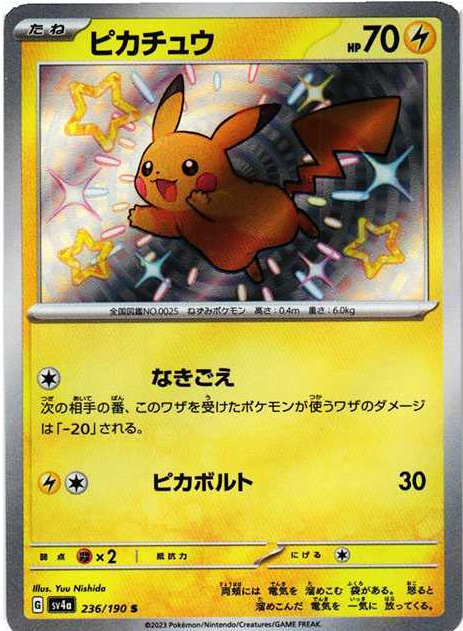 たね
ピカチュウ
HP70
全国図鑑NO.0025 ねずみポケモン 高さ:0.4m 重さ:6.0kg
なきごえ
次の相手の番、このワザを受けたポケモンが使うワザのダメージ
は「-20」される。
ピカボルト 30
弱点 ×2 抵抗力 にげる
Illus. Yuu Nishida
両頬には 電気を 溜めこむ 袋がある。 怒ると
溜めこんだ 電気を 一気に 放ってくる。
G sv4a 236/190 S
©2023 Pokémon/Nintendo/Creatures/GAME FREAK.